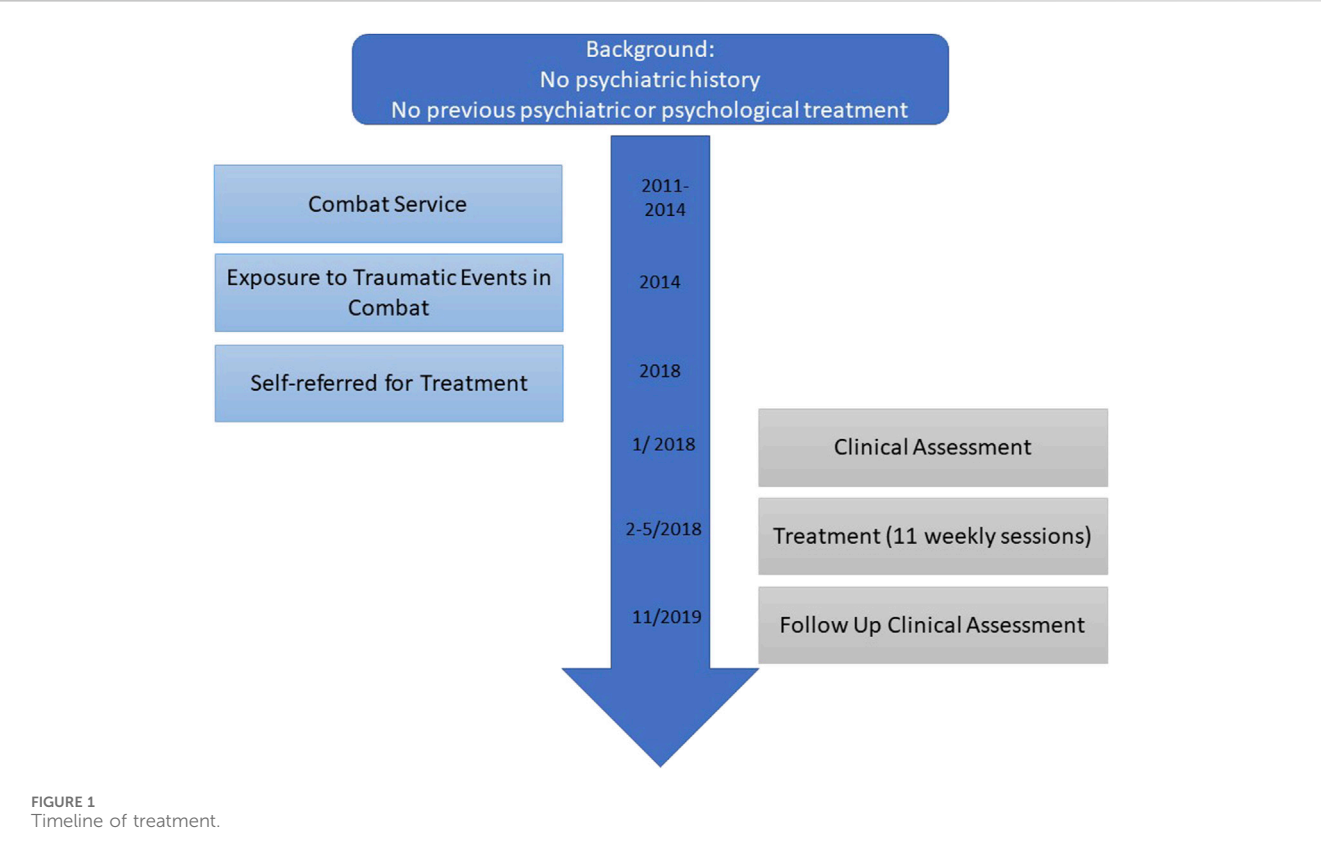 Background:
No psychiatric history
No previous psychiatric or psychological treatment
Combat Service
2011-
2014
Exposure to Traumatic Events in
Combat
2014
Self-referred for Treatment
2018
1/ 2018
Clinical Assessment
2-5/2018
Treatment (11 weekly sessions)
11/2019
Follow Up Clinical Assessment
FIGURE 1
Timeline of treatment.